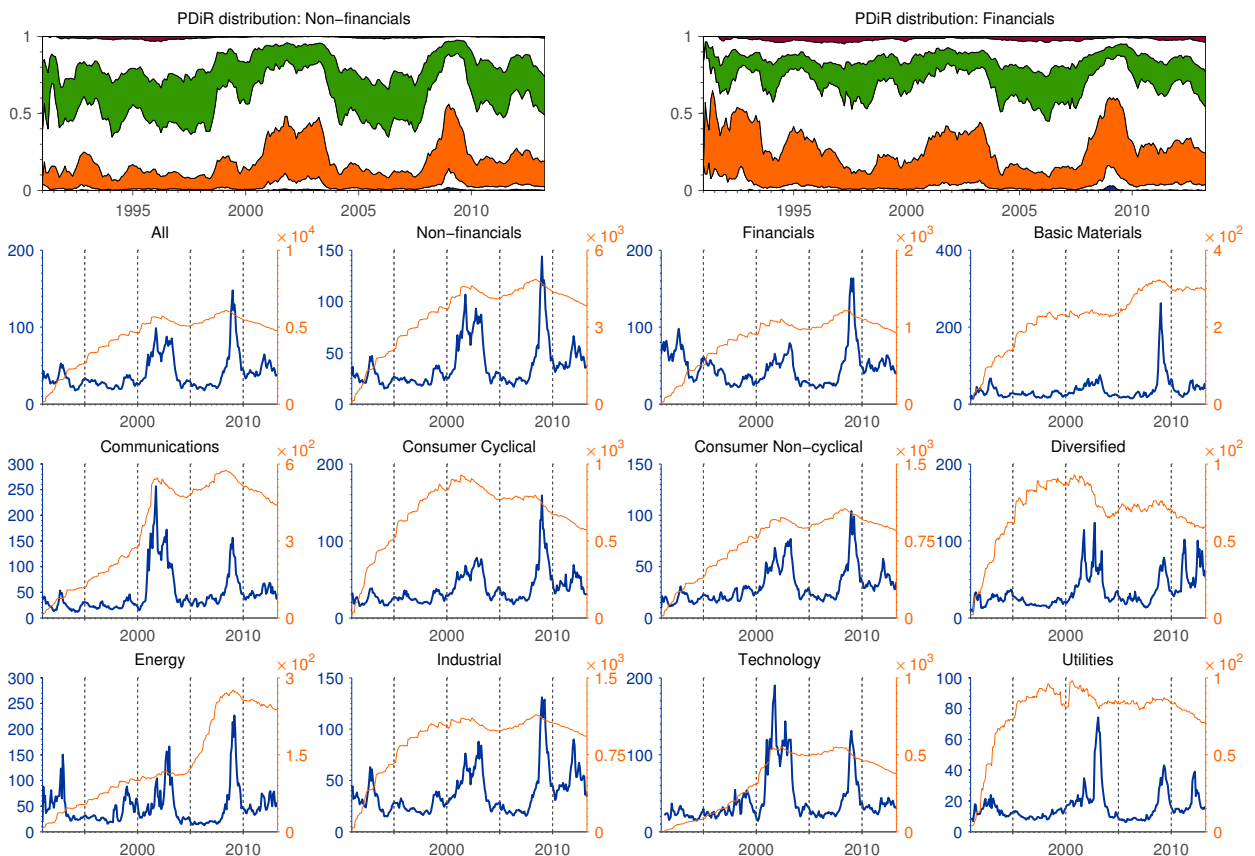 PDiR distribution: Non−financials PDiR distribution: Financials
1 1
0.5 0.5
0 0
1995 2000 2005 2010 1995 2000 2005 2010
All Non−financials Financials Basic Materials
× 10^4 × 10^3 × 10^3 × 10^2
200 1 150 6 200 2 400 4
100 0.5 100 3 100 1 200 2
50
0 0 0 0 0 0 0 0
2000 2010 2000 2010 2000 2010 2000 2010
Communications Consumer Cyclical Consumer Non−cyclical Diversified
× 10^2 × 10^3 × 10^3 × 10^2
300 6 200 1 150 1.5 200 1
250
200 100
150 3 100 0.5 0.75 100 0.5
100 50
50
0 0 0 0 0 0 0 0
2000 2010 2000 2010 2000 2010 2000 2010
Energy Industrial Technology Utilities
× 10^2 × 10^3 × 10^3 × 10^2
300 3 150 1.5 200 1 100 1
250 80
200 100
150 1.5 0.75 100 0.5 60 0.5
100 50 40
50 20
0 0 0 0 0 0 0 0
2000 2010 2000 2010 2000 2010 2000 2010